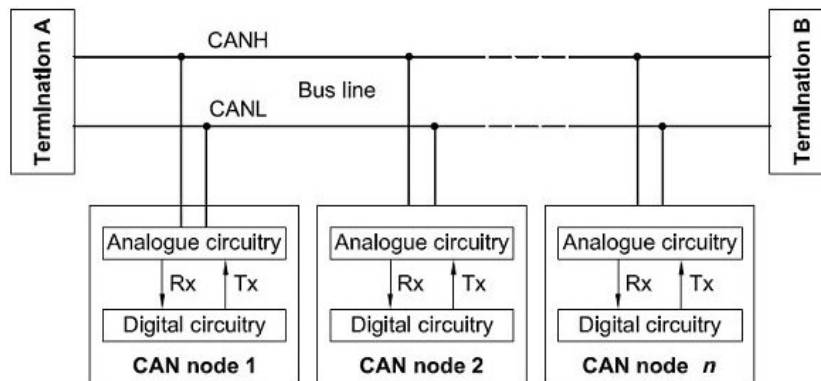 Termination A
CANH
Bus line
CANL
Termination B
Analogue circuitry
Rx
Tx
Digital circuitry
CAN node 1
Analogue circuitry
Rx
Tx
Digital circuitry
CAN node 2
Analogue circuitry
Rx
Tx
Digital circuitry
CAN node n